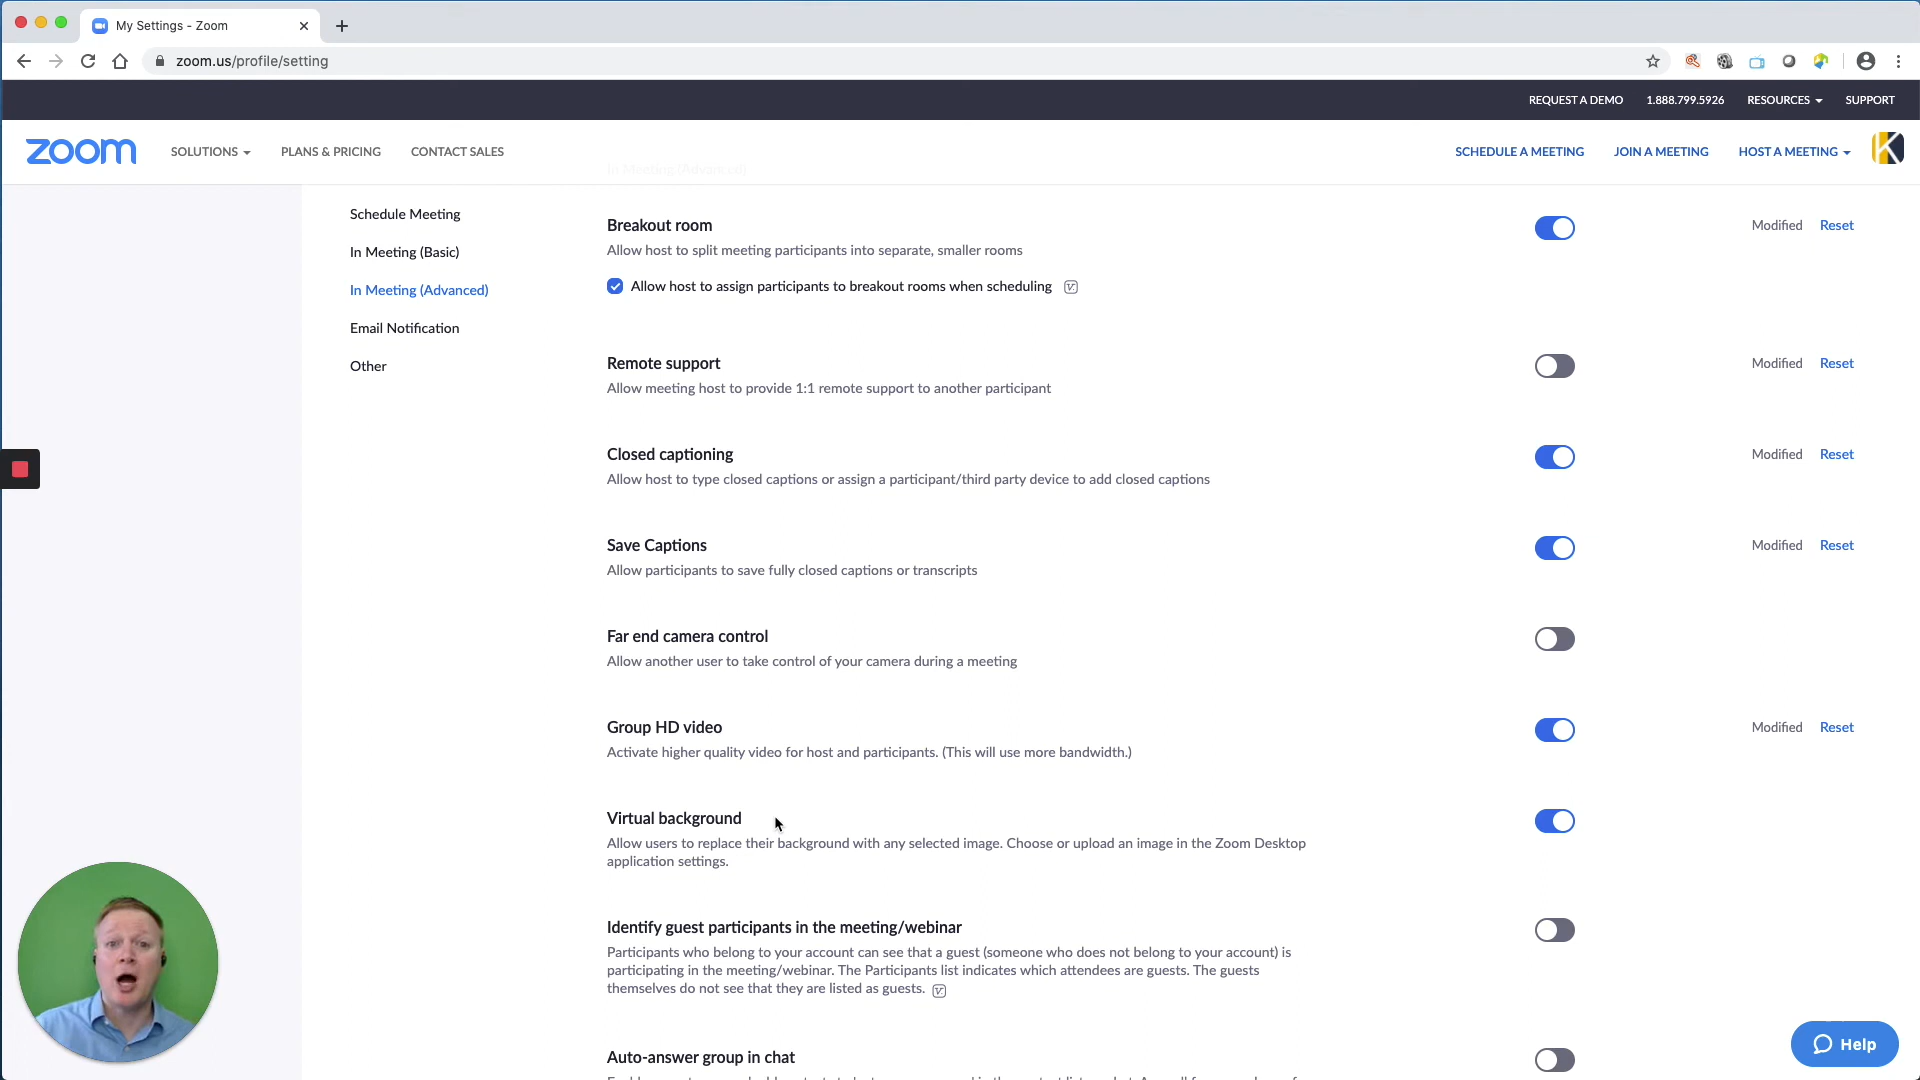 My Settings - Zoom
zoom.us/profile/setting
REQUEST A DEMO 1.888.799.5926 RESOURCES SUPPORT
zoom SOLUTIONS PLANS & PRICING CONTACT SALES SCHEDULE A MEETING JOIN A MEETING HOST A MEETING K
In Meeting (Advanced)
Schedule Meeting
In Meeting (Basic)
In Meeting (Advanced)
Email Notification
Other
Breakout room Modified Reset
Allow host to split meeting participants into separate, smaller rooms
Allow host to assign participants to breakout rooms when scheduling
Remote support Modified Reset
Allow meeting host to provide 1:1 remote support to another participant
Closed captioning Modified Reset
Allow host to type closed captions or assign a participant/third party device to add closed captions
Save Captions Modified Reset
Allow participants to save fully closed captions or transcripts
Far end camera control
Allow another user to take control of your camera during a meeting
Group HD video Modified Reset
Activate higher quality video for host and participants. (This will use more bandwidth.)
Virtual background
Allow users to replace their background with any selected image. Choose or upload an image in the Zoom Desktop
application settings.
Identify guest participants in the meeting/webinar
Participants who belong to your account can see that a guest (someone who does not belong to your account) is
participating in the meeting/webinar. The Participants list indicates which attendees are guests. The guests
themselves do not see that they are listed as guests.
Auto-answer group in chat
Help